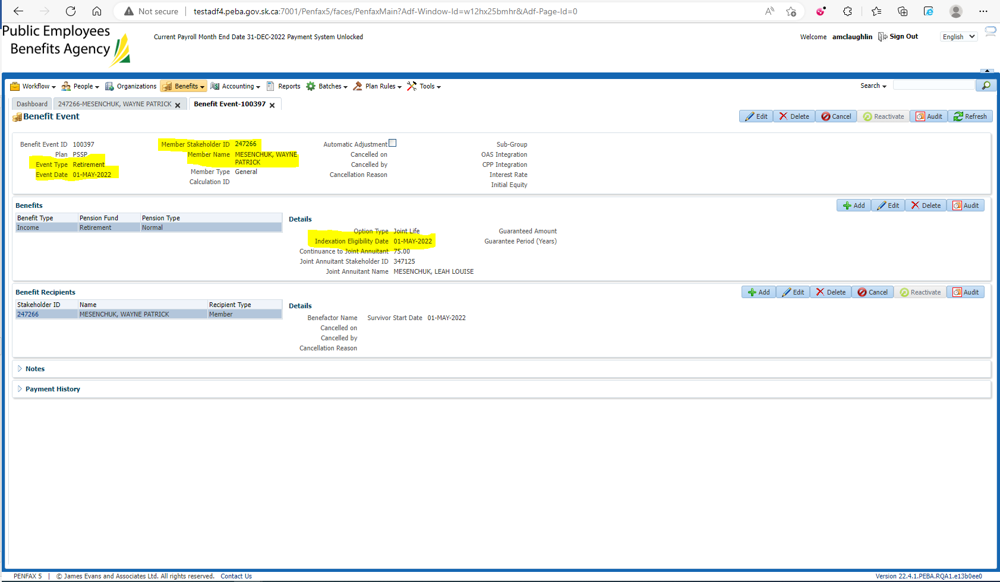 Not secure | testadf4.peba.gov.sk.ca:7001/Penfax5/faces/PenfaxMain?Adf-Window-Id=w12hx25bmhr&Adf-Page-Id=0
Public Employees
Benefits Agency
Current Payroll Month End Date 31-DEC-2022 Payment System Unlocked
Welcome amclaughlin Sign Out English
Workflow People Organizations Benefits Accounting Reports Batches Plan Rules Tools Search
Dashboard 247266-MESENCHUK, WAYNE PATRICK Benefit Event-100397
Benefit Event
Edit Delete Cancel Reactivate Audit Refresh
Benefit Event ID 100397
Plan PSSP
Event Type Retirement
Event Date 01-MAY-2022
Member Stakeholder ID 247266
Member Name MESENCHUK, WAYNE
PATRICK
Member Type General
Calculation ID
Automatic Adjustment
Cancelled on
Cancelled by
Cancellation Reason
Sub-Group
OAS Integration
CPP Integration
Interest Rate
Initial Equity
Benefits
Add Edit Delete Audit
Benefit Type Pension Fund Pension Type
Income Retirement Normal
Details
Option Type Joint Life
Indexation Eligibility Date 01-MAY-2022
Continuance to Joint Annuitant 75.00
Joint Annuitant Stakeholder ID 347125
Joint Annuitant Name MESENCHUK, LEAH LOUISE
Guaranteed Amount
Guarantee Period (Years)
Benefit Recipients
Add Edit Delete Cancel Reactivate Audit
Stakeholder ID Name Recipient Type
247266 MESENCHUK, WAYNE PATRICK Member
Details
Benefactor Name Survivor Start Date 01-MAY-2022
Cancelled on
Cancelled by
Cancellation Reason
Notes
Payment History
PENFAX 5 | © James Evans and Associates Ltd. All rights reserved. Contact Us
Version 22.4.1.PEBA.RQA1.e13b0ee0